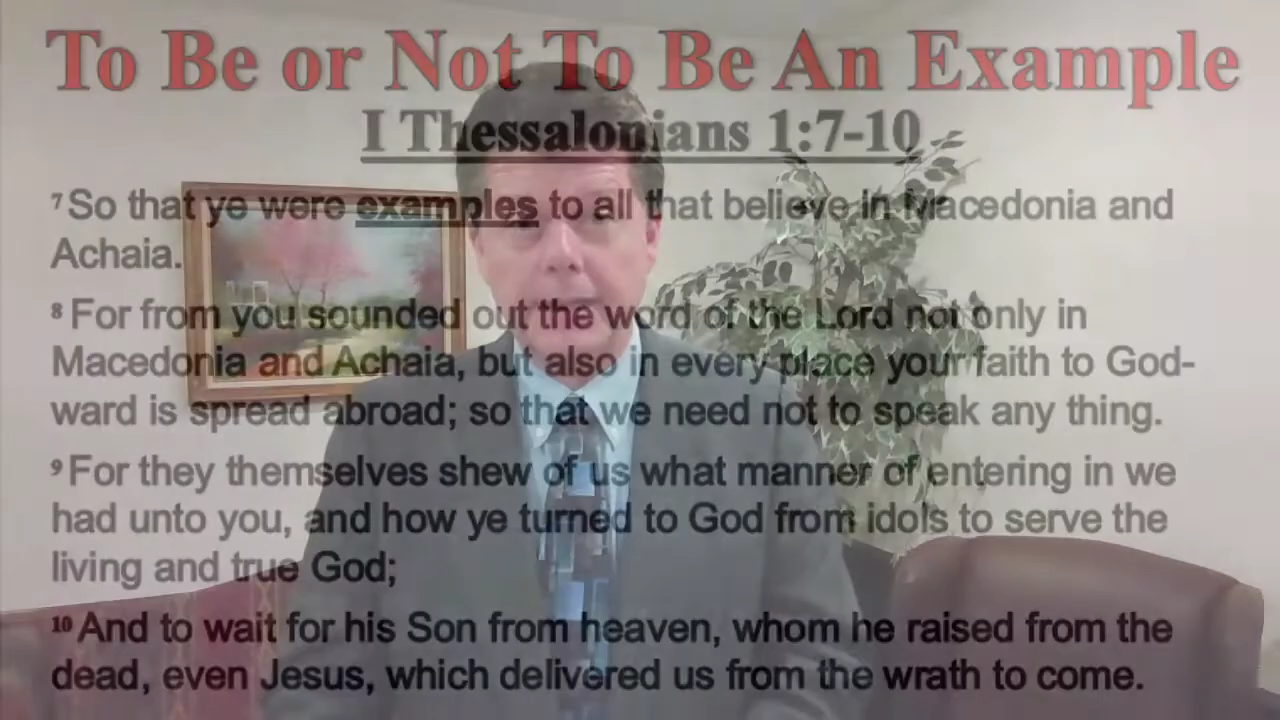 To Be or Not To Be An Example
I Thessalonians 1:7-10
7 So that ye were examples to all that believe in Macedonia and
Achaia.
8 For from you sounded out the word of the Lord not only in
Macedonia and Achaia, but also in every place your faith to God-
ward is spread abroad; so that we need not to speak any thing.
9 For they themselves shew of us what manner of entering in we
had unto you, and how ye turned to God from idols to serve the
living and true God;
10 And to wait for his Son from heaven, whom he raised from the
dead, even Jesus, which delivered us from the wrath to come.